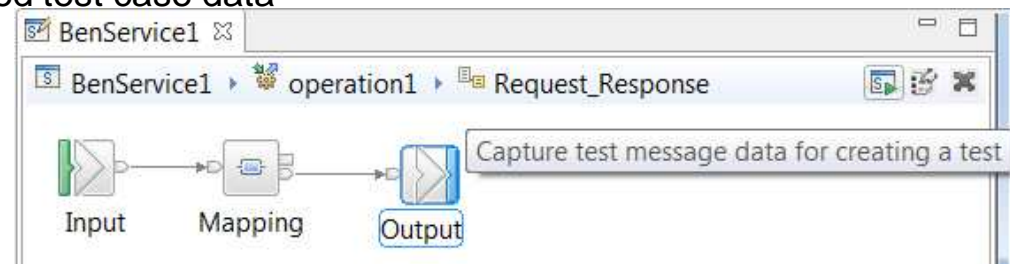 BenService1
BenService1 operation1 Request_Response
Capture test message data for creating a test
Input Mapping Output